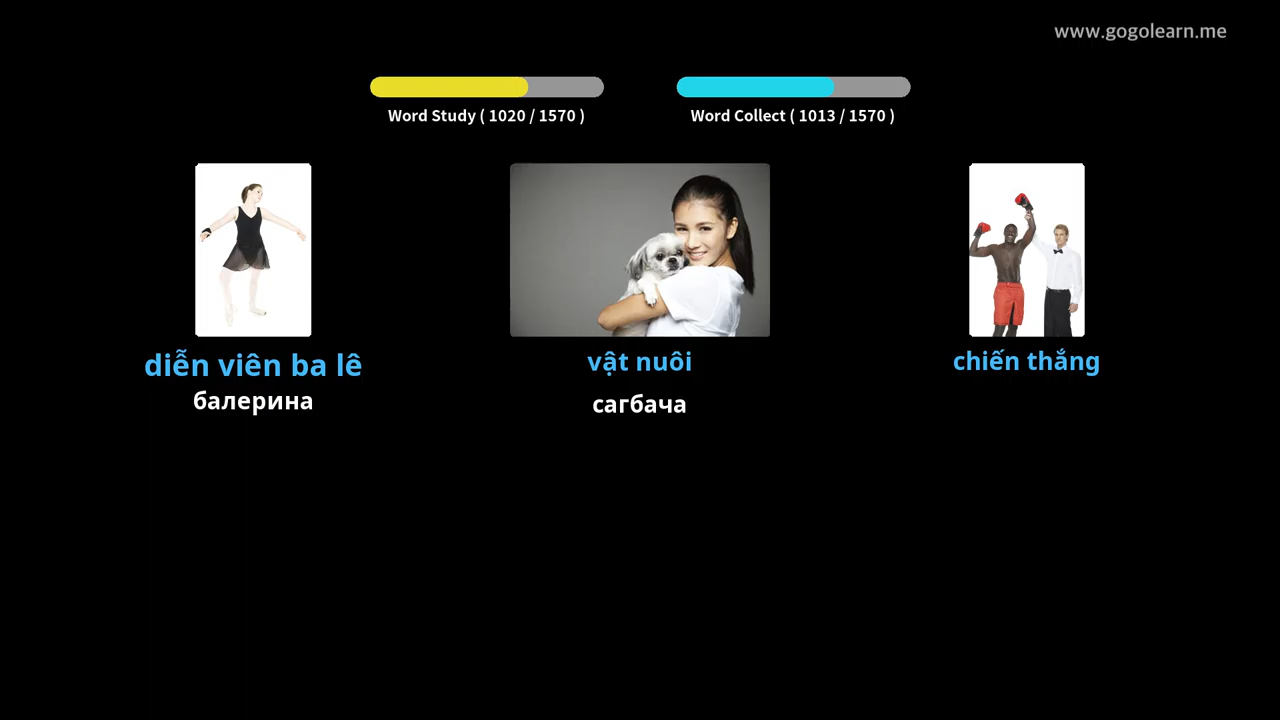 www.gogolearn.me
Word Study ( 1020 / 1570 )
Word Collect ( 1013 / 1570 )
diễn viên ba lê
vật nuôi
chiến thắng
балерина
сагбача